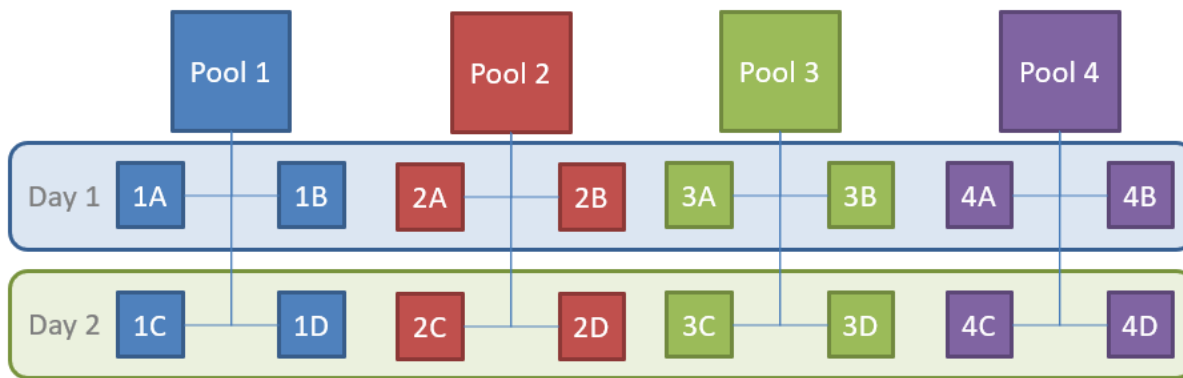 Pool 1 Pool 2 Pool 3 Pool 4
Day 1 1A 1B 2A 2B 3A 3B 4A 4B
Day 2 1C 1D 2C 2D 3C 3D 4C 4D